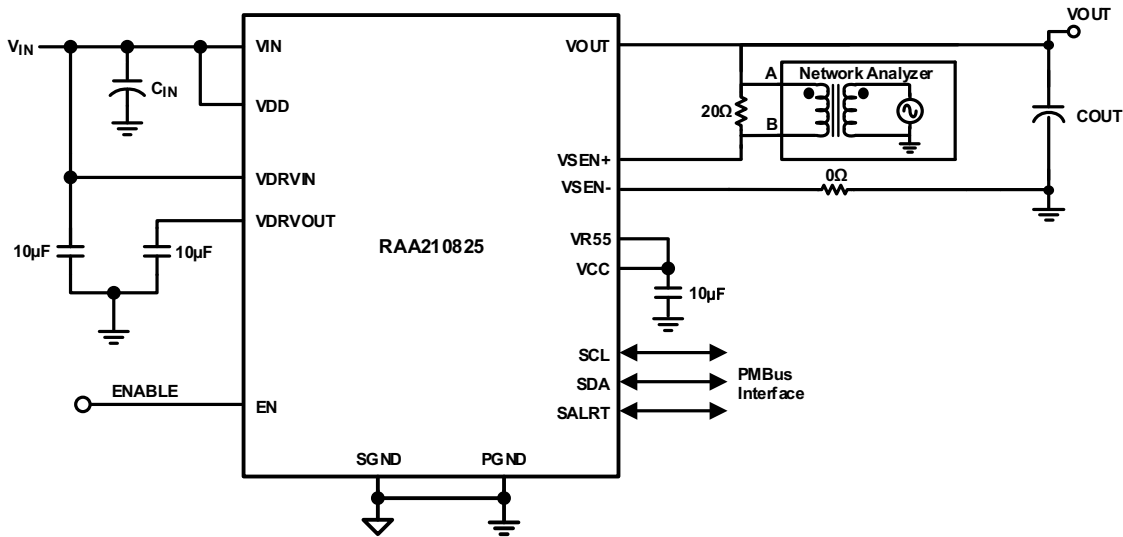 VOUT
VIN
VIN
VOUT
A
Network Analyzer
CIN
VDD
20Ω
COUT
B
VSEN+
VDRVIN
0Ω
VSEN-
VDRVOUT
10µF
10µF
RAA210825
VR55
VCC
10µF
SCL
SDA
PMBus
Interface
ENABLE
EN
SALRT
SGND
PGND